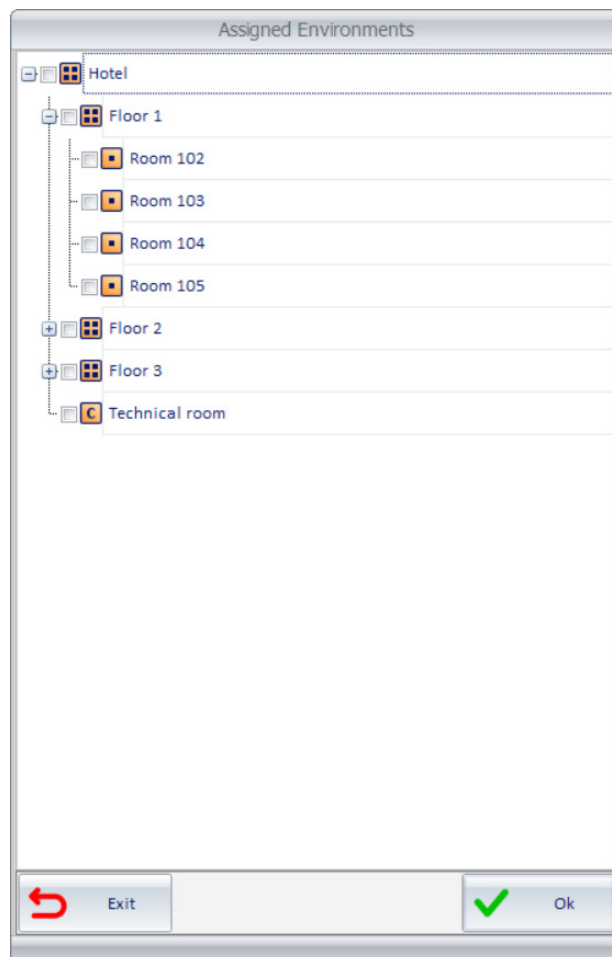 Assigned Environments
Hotel
Floor 1
Room 102
Room 103
Room 104
Room 105
Floor 2
Floor 3
C Technical room
Exit
Ok